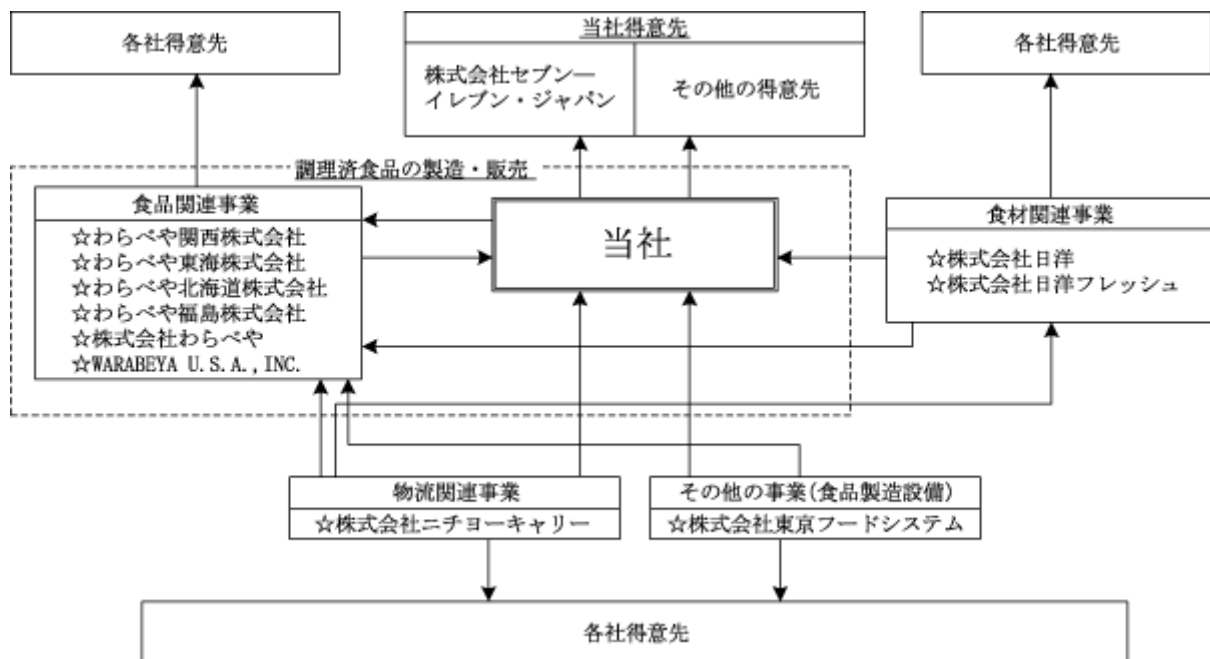 各社得意先
当社得意先
株式会社セブン―
イレブン・ジャパン
その他の得意先
各社得意先
調理済食品の製造・販売
食品関連事業
☆わらべや関西株式会社
☆わらべや東海株式会社
☆わらべや北海道株式会社
☆わらべや福島株式会社
☆株式会社わらべや
☆WARABEYA U.S.A.,INC.
当社
食材関連事業
☆株式会社日洋
☆株式会社日洋フレッシュ
物流関連事業
☆株式会社ニチヨーキャリー
その他の事業(食品製造設備)
☆株式会社東京フードシステム
各社得意先